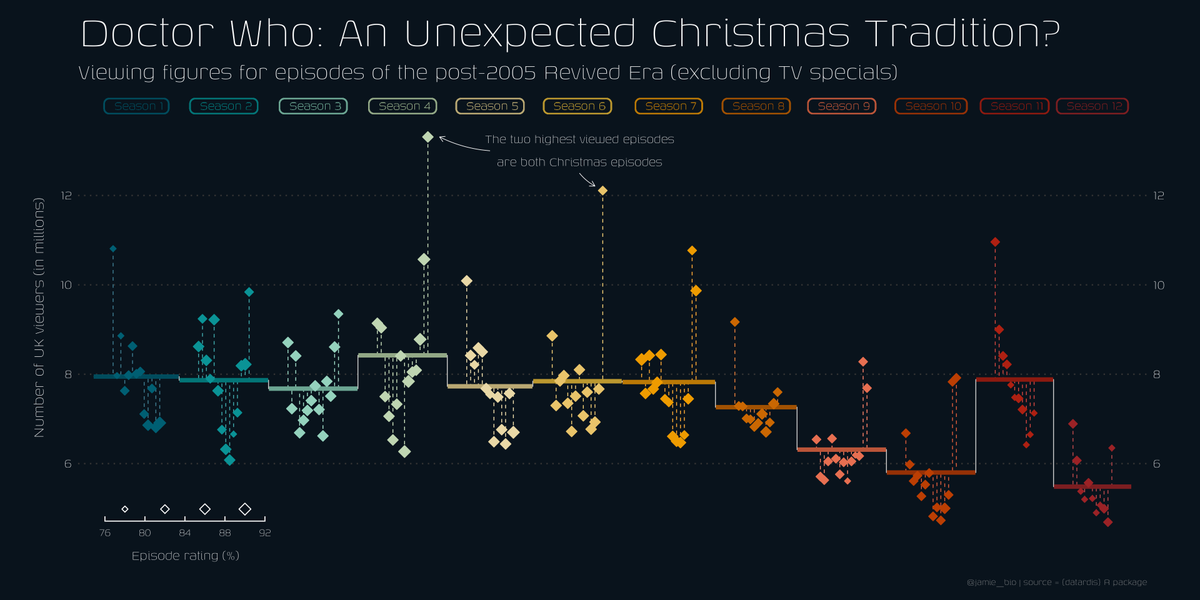 Doctor Who: An Unexpected Christmas Tradition?
Viewing figures for episodes of the post-2005 Revived Era (excluding TV specials)
Season 1 Season 2 Season 3 Season 4 Season 5 Season 6 Season 7 Season 8 Season 9 Season 10 Season 11 Season 12
The two highest viewed episodes
are both Christmas episodes
Number of UK viewers (in millions)
12 12
10 10
8 8
6 6
76 80 84 88 92
Episode rating (%)
@jamie_bio | source = {datardis} R package